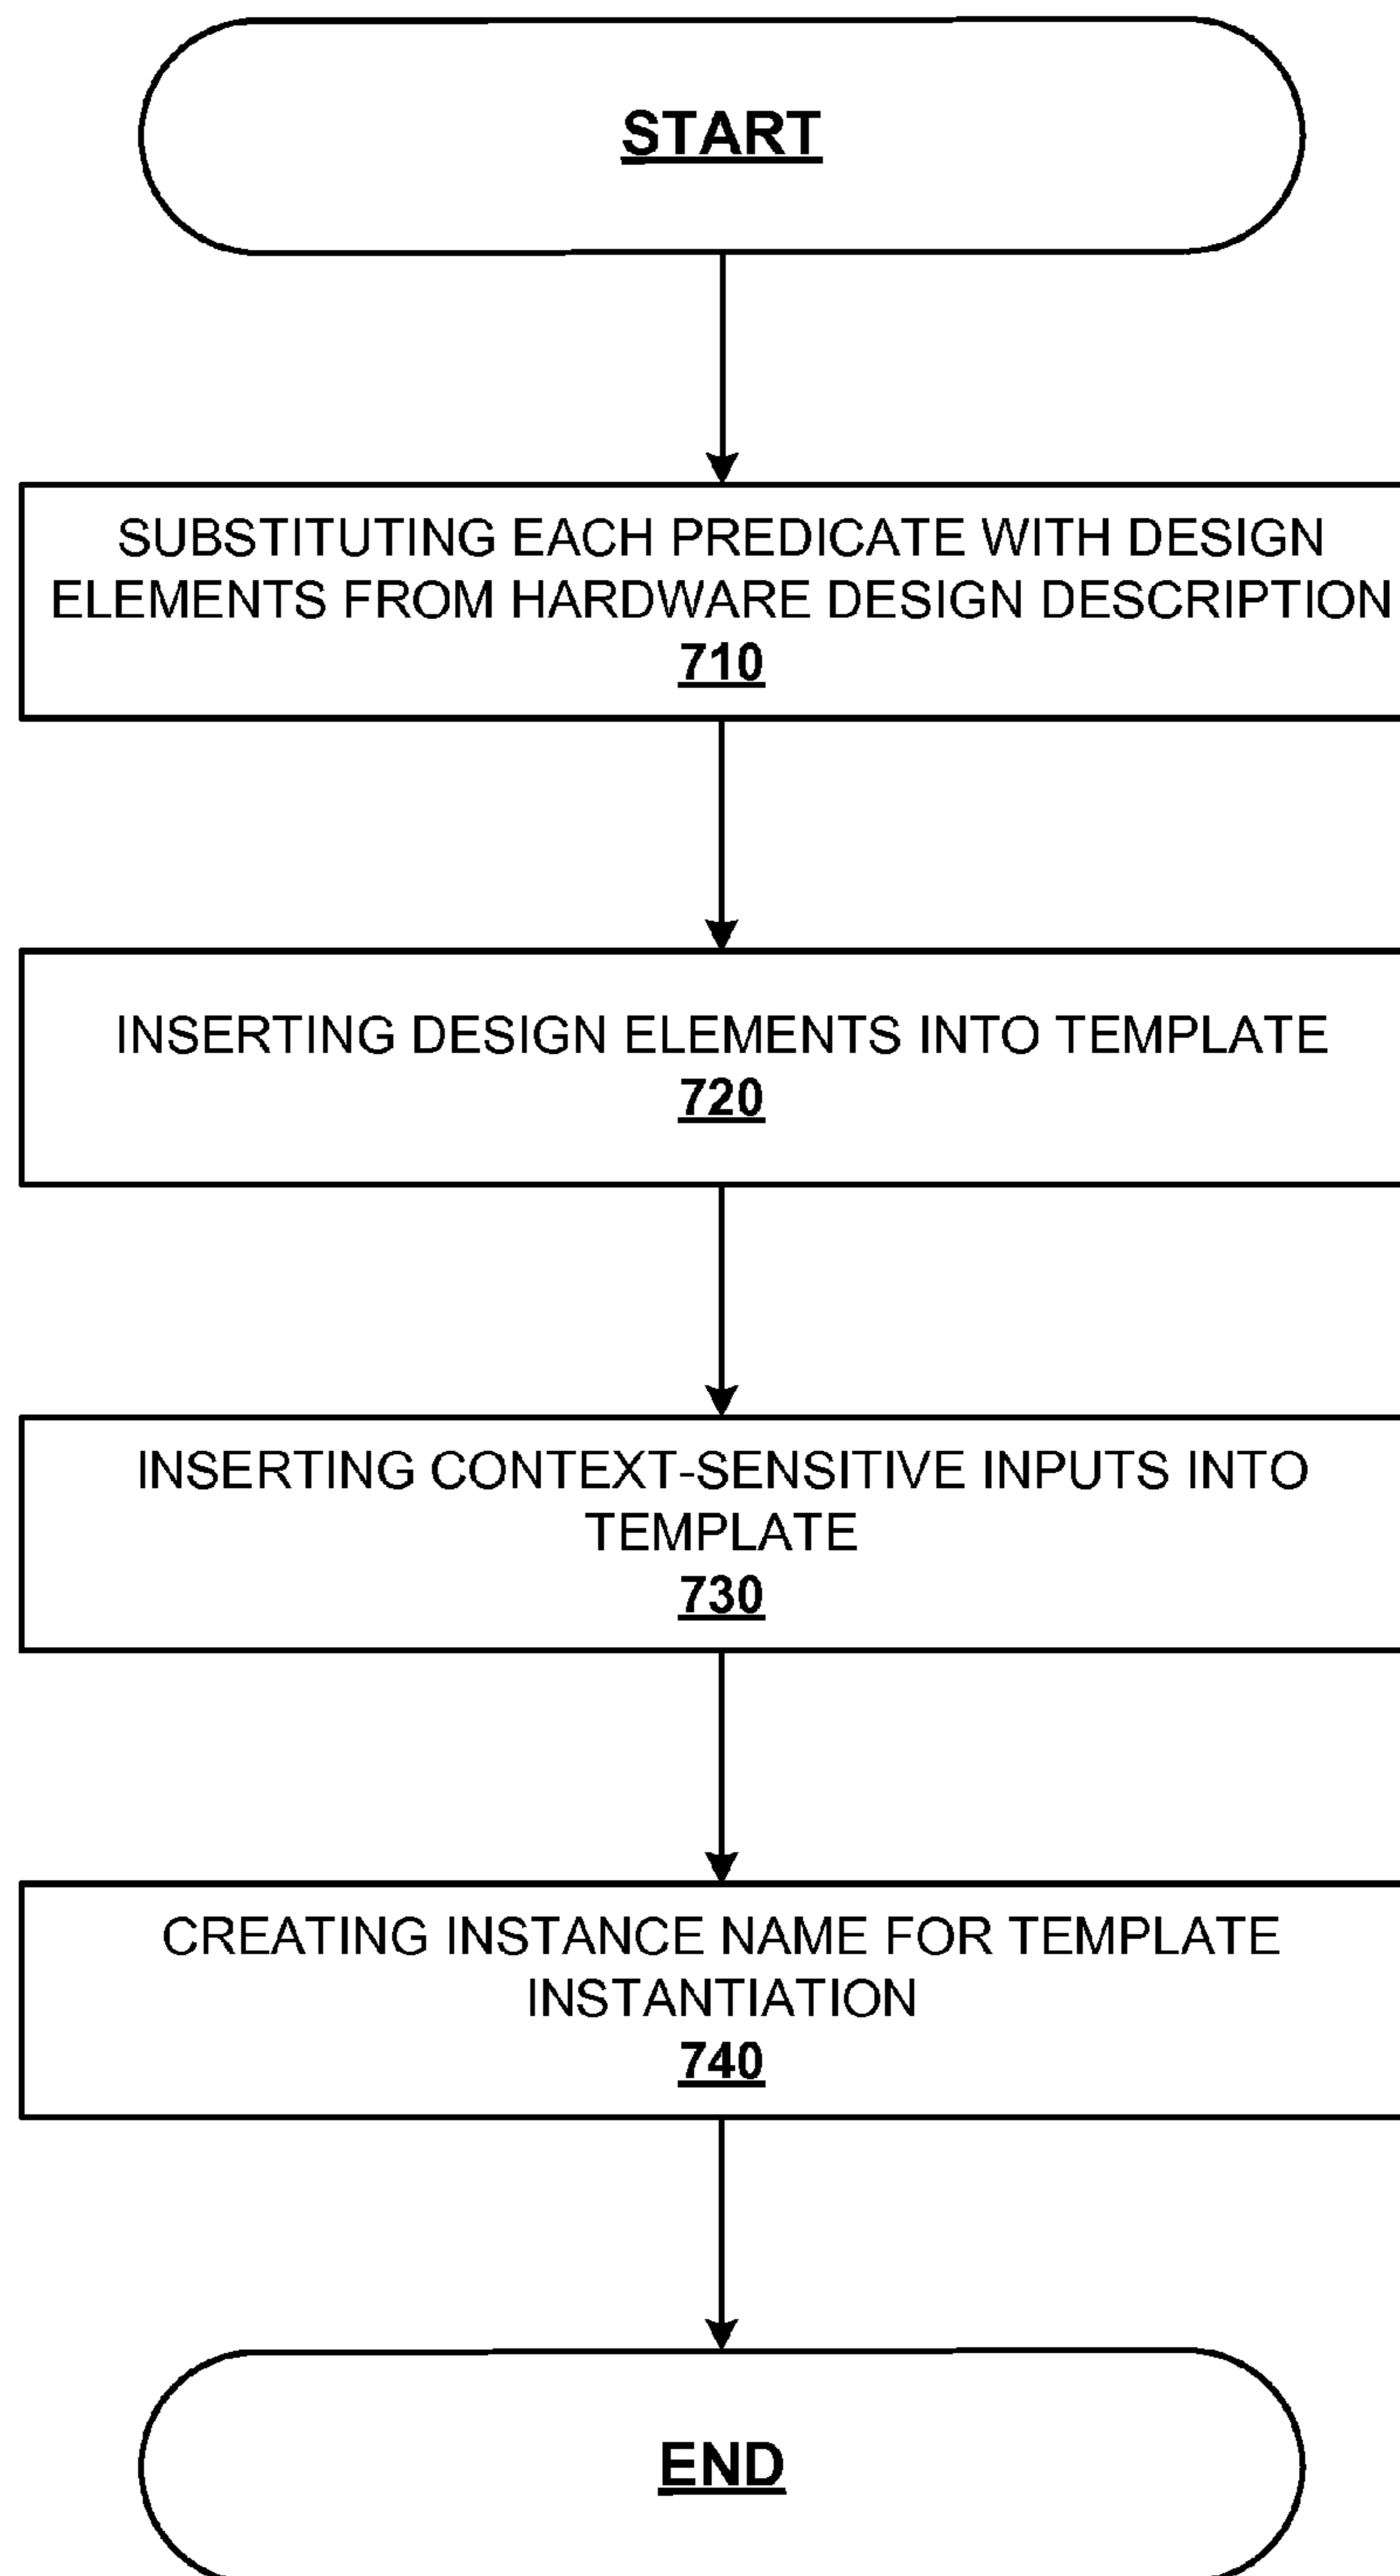 START
SUBSTITUTING EACH PREDICATE WITH DESIGN
ELEMENTS FROM HARDWARE DESIGN DESCRIPTION
710
INSERTING DESIGN ELEMENTS INTO TEMPLATE
720
INSERTING CONTEXT-SENSITIVE INPUTS INTO
TEMPLATE
730
CREATING INSTANCE NAME FOR TEMPLATE
INSTANTIATION
740
END